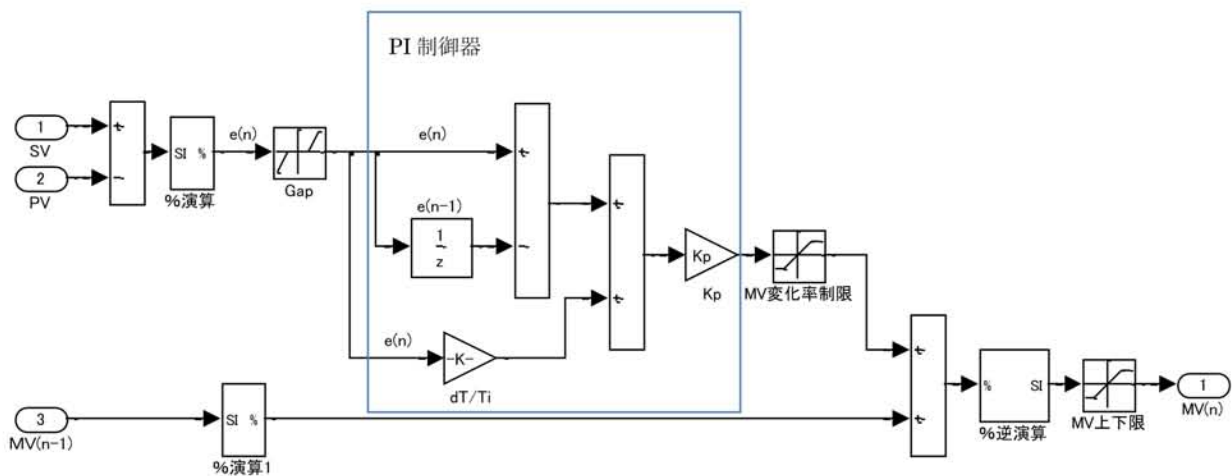 PI 制御器
1
SV
2
PV
+
−
SI %
%演算
e(n)
Gap
e(n)
e(n-1)
1
z
+
−
e(n)
-K-
dT/Ti
+
+
Kp
Kp
MV変化率制限
3
MV(n-1)
SI %
%演算1
+
+
% SI
%逆演算
MV上下限
1
MV(n)